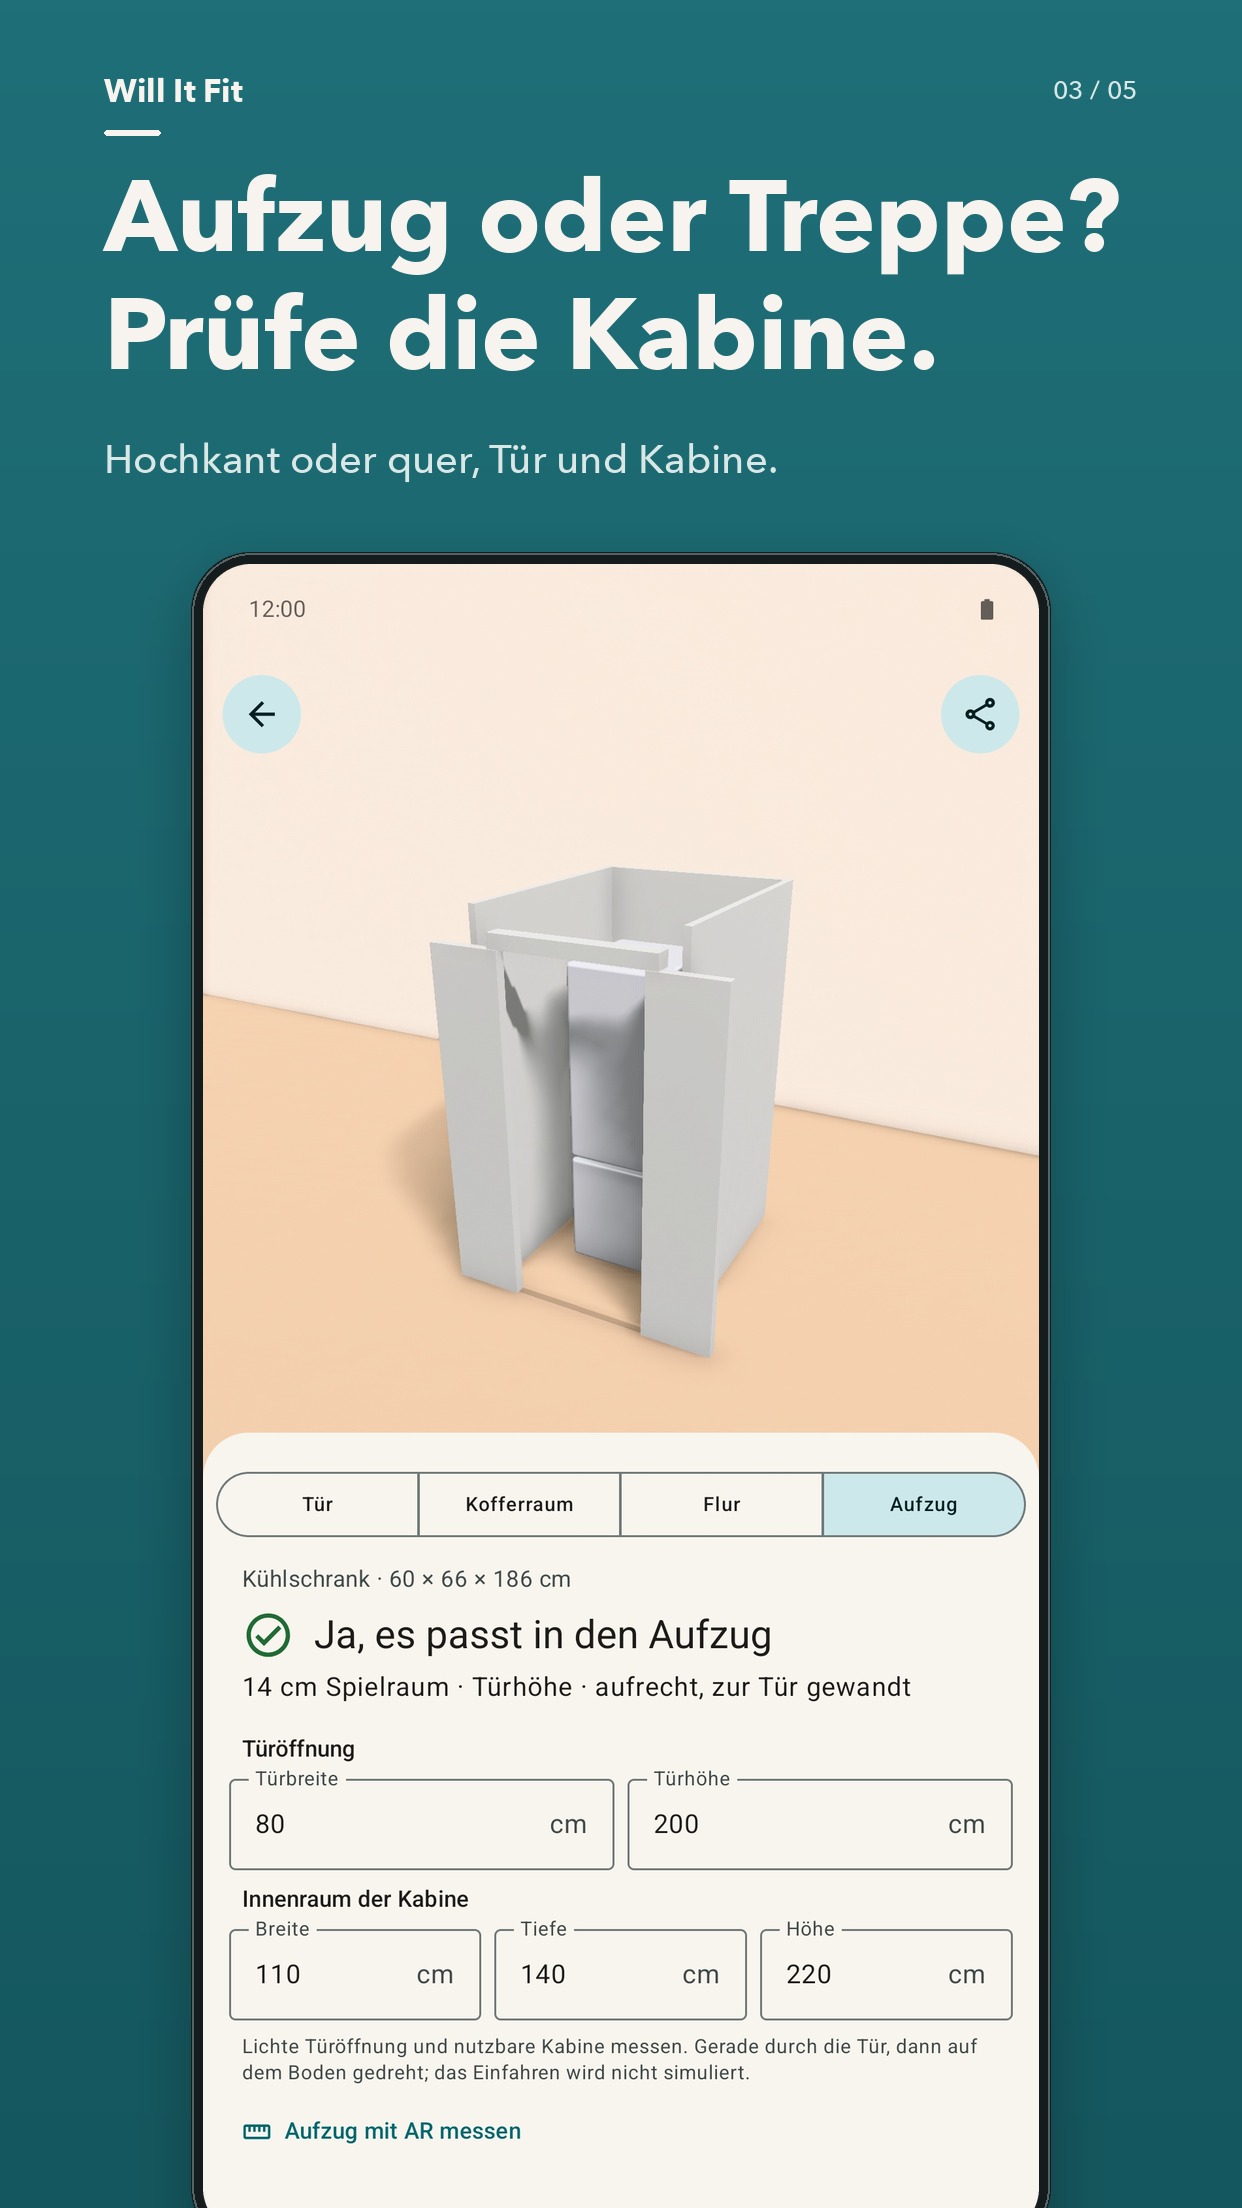 Will It Fit
03 / 05
Aufzug oder Treppe?
Prüfe die Kabine.
Hochkant oder quer, Tür und Kabine.
12:00
Tür
Kofferraum
Flur
Aufzug
Kühlschrank · 60 × 66 × 186 cm
Ja, es passt in den Aufzug
14 cm Spielraum · Türhöhe · aufrecht, zur Tür gewandt
Türöffnung
Türbreite
80 cm
Türhöhe
200 cm
Innenraum der Kabine
Breite
110 cm
Tiefe
140 cm
Höhe
220 cm
Lichte Türöffnung und nutzbare Kabine messen. Gerade durch die Tür, dann auf
dem Boden gedreht; das Einfahren wird nicht simuliert.
Aufzug mit AR messen